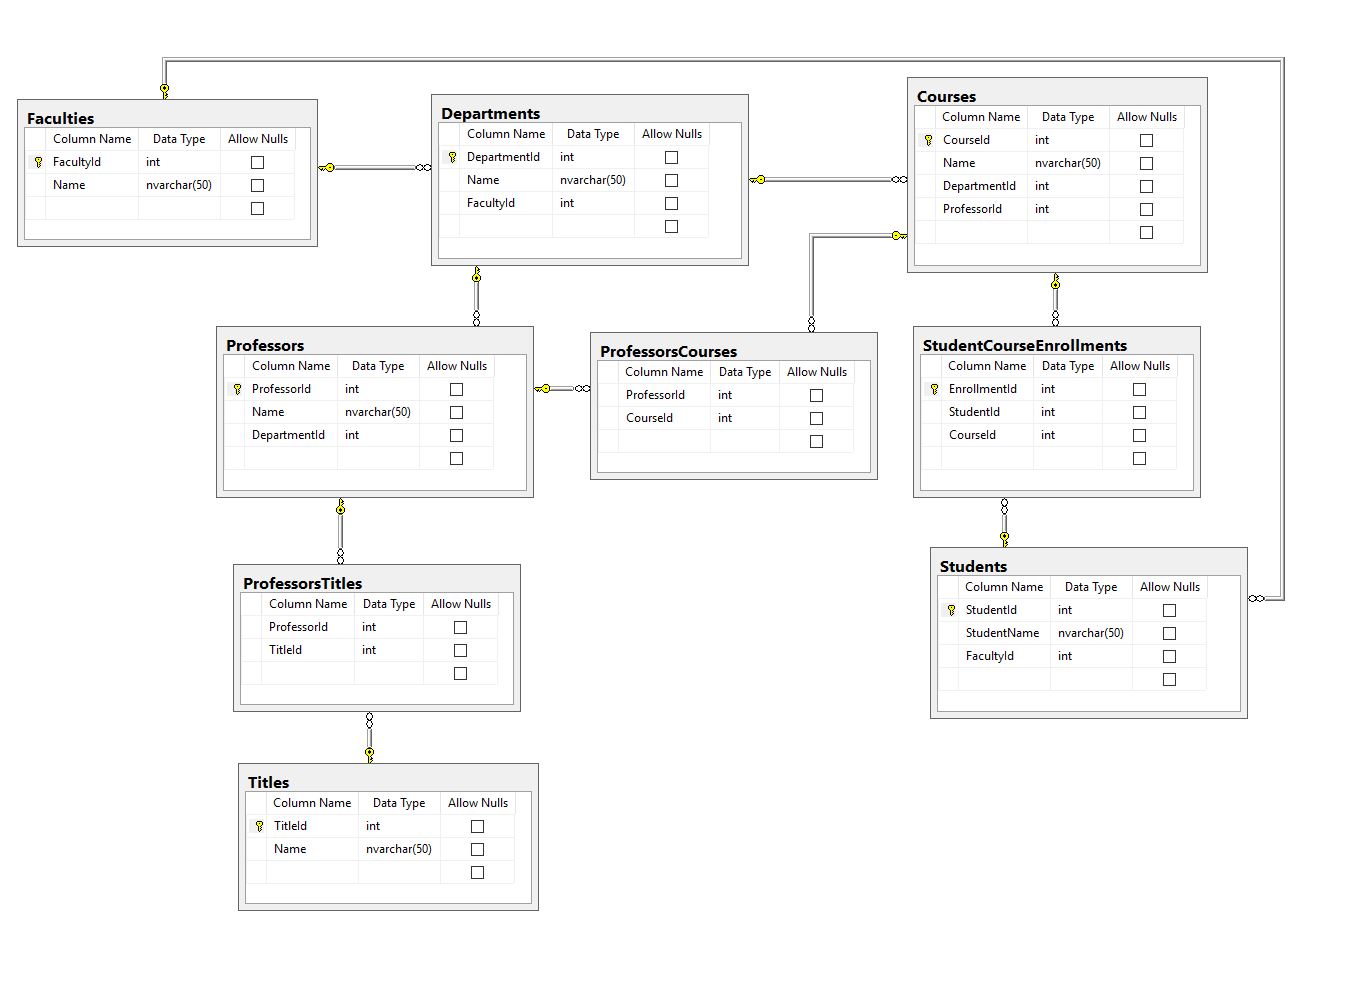 Faculties
Column Name Data Type Allow Nulls
FacultyId int
Name nvarchar(50)
Departments
Column Name Data Type Allow Nulls
DepartmentId int
Name nvarchar(50)
FacultyId int
Courses
Column Name Data Type Allow Nulls
CourseId int
Name nvarchar(50)
DepartmentId int
ProfessorId int
Professors
Column Name Data Type Allow Nulls
ProfessorId int
Name nvarchar(50)
DepartmentId int
ProfessorsCourses
Column Name Data Type Allow Nulls
ProfessorId int
CourseId int
StudentCourseEnrollments
Column Name Data Type Allow Nulls
EnrollmentId int
StudentId int
CourseId int
ProfessorsTitles
Column Name Data Type Allow Nulls
ProfessorId int
TitleId int
Students
Column Name Data Type Allow Nulls
StudentId int
StudentName nvarchar(50)
FacultyId int
Titles
Column Name Data Type Allow Nulls
TitleId int
Name nvarchar(50)